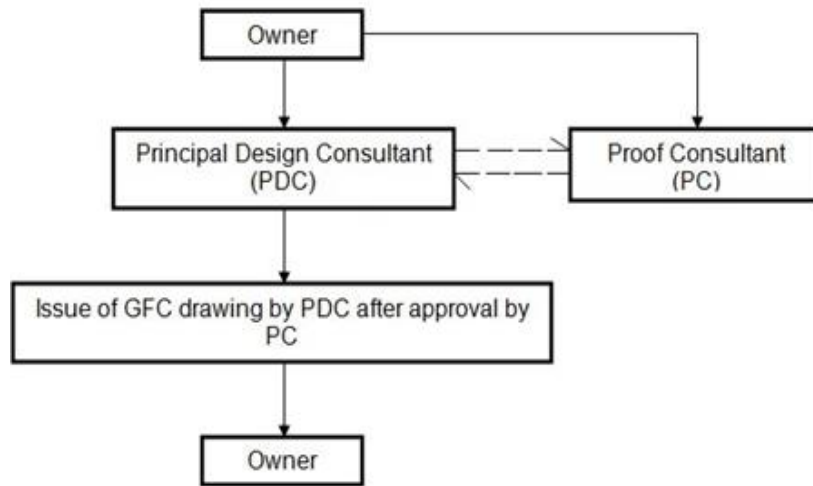 Owner
Principal Design Consultant
(PDC)
Proof Consultant
(PC)
Issue of GFC drawing by PDC after approval by
PC
Owner